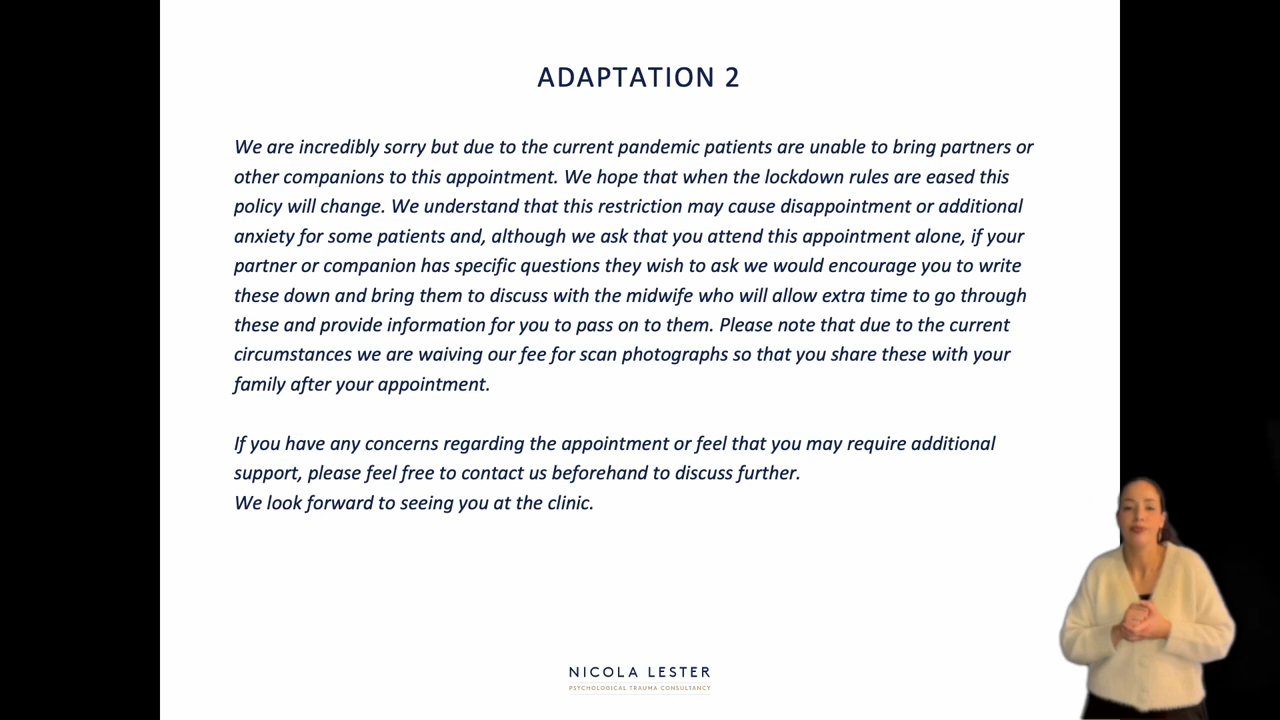 ADAPTATION 2
We are incredibly sorry but due to the current pandemic patients are unable to bring partners or
other companions to this appointment. We hope that when the lockdown rules are eased this
policy will change. We understand that this restriction may cause disappointment or additional
anxiety for some patients and, although we ask that you attend this appointment alone, if your
partner or companion has specific questions they wish to ask we would encourage you to write
these down and bring them to discuss with the midwife who will allow extra time to go through
these and provide information for you to pass on to them. Please note that due to the current
circumstances we are waiving our fee for scan photographs so that you share these with your
family after your appointment.
If you have any concerns regarding the appointment or feel that you may require additional
support, please feel free to contact us beforehand to discuss further.
We look forward to seeing you at the clinic.
NICOLA LESTER
PSYCHOLOGICAL TRAUMA CONSULTANCY